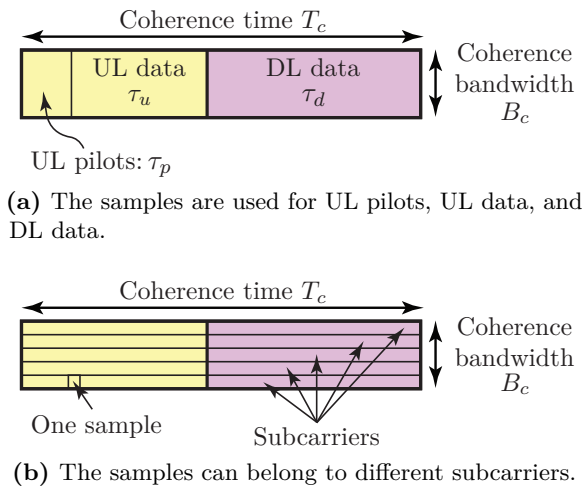 Coherence time T_c
UL data
τ_u
DL data
τ_d
Coherence
bandwidth
B_c
UL pilots: τ_p
(a) The samples are used for UL pilots, UL data, and
DL data.
Coherence time T_c
Coherence
bandwidth
B_c
One sample
Subcarriers
(b) The samples can belong to different subcarriers.